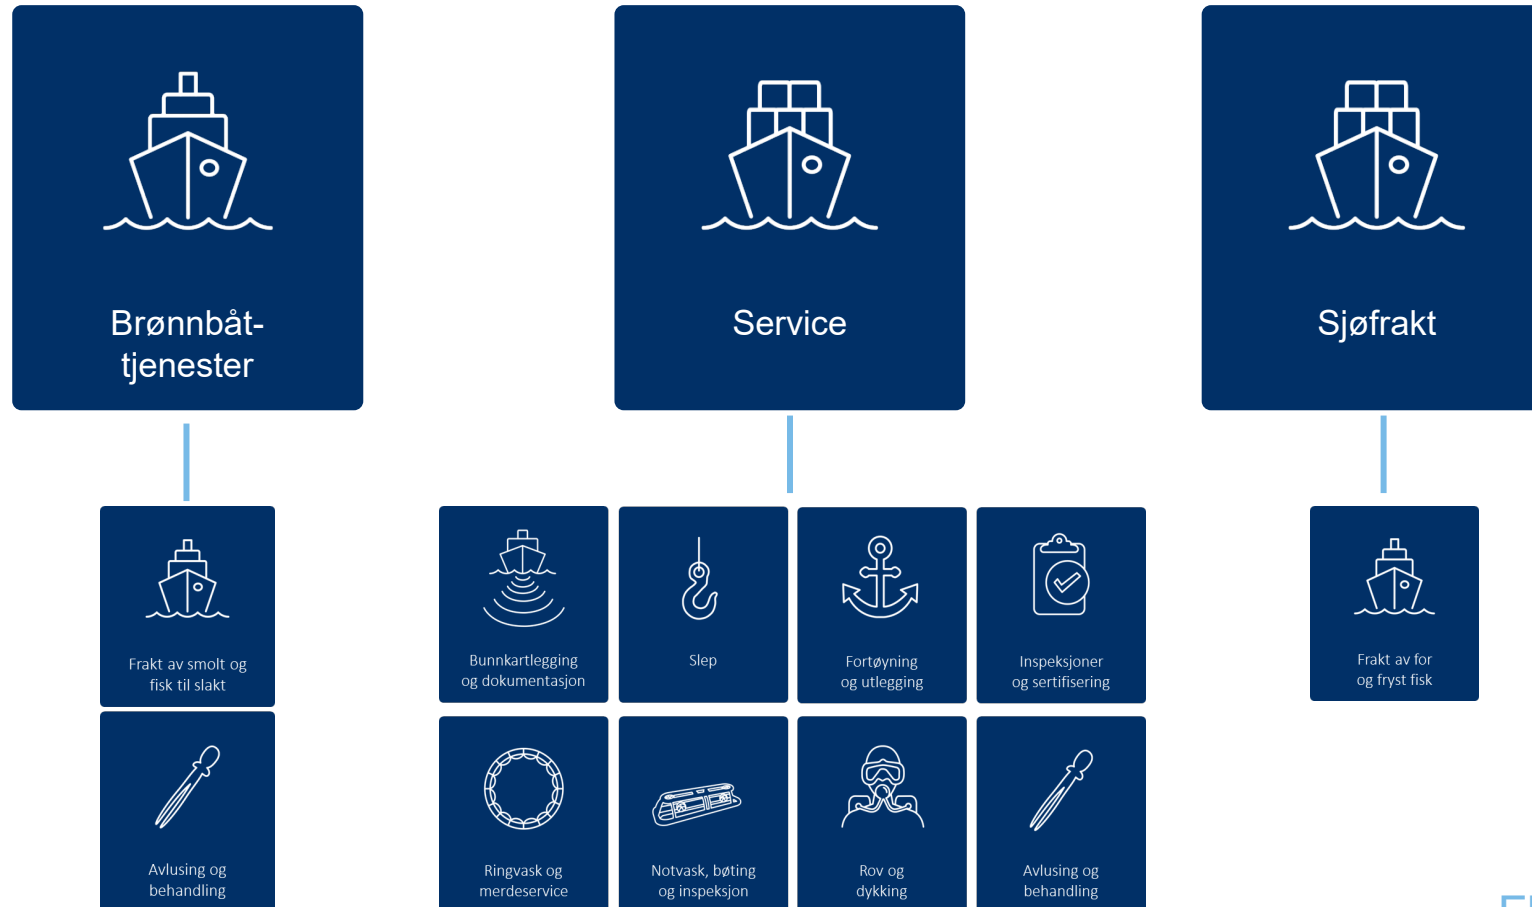 Brønnbåt-
tjenester
Service
Sjøfrakt
Frakt av smolt og
fisk til slakt
Bunnkartlegging
og dokumentasjon
Slep
Fortøyning
og utlegging
Inspeksjoner
og sertifisering
Frakt av for
og fryst fisk
Avlusing og
behandling
Ringvask og
merdeservice
Notvask, bøting
og inspeksjon
Rov og
dykking
Avlusing og
behandling